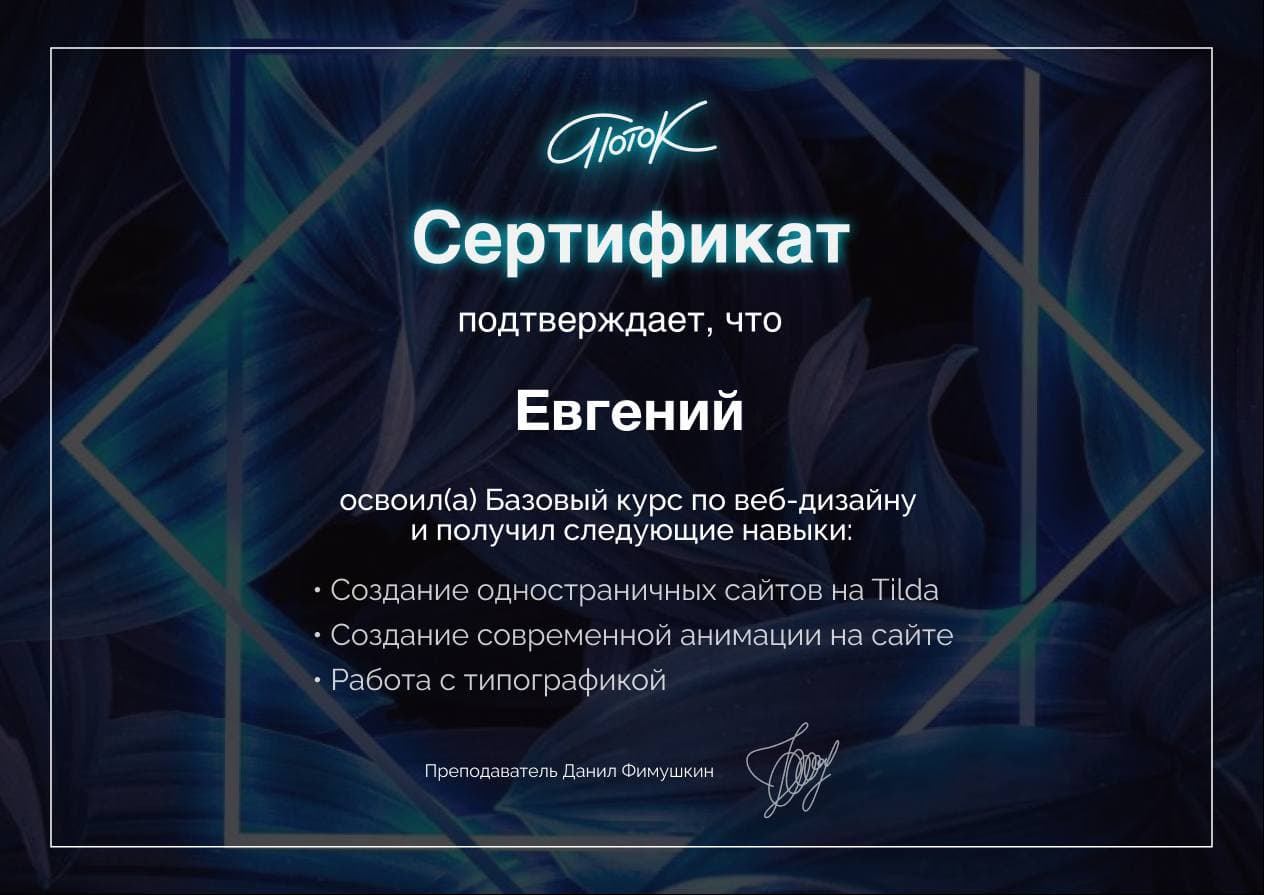 Поток
Сертификат
подтверждает, что
Евгений
освоил(а) Базовый курс по веб-дизайну
и получил следующие навыки:
• Создание одностраничных сайтов на Tilda
• Создание современной анимации на сайте
• Работа с типографикой
Преподаватель Данил Фимушкин